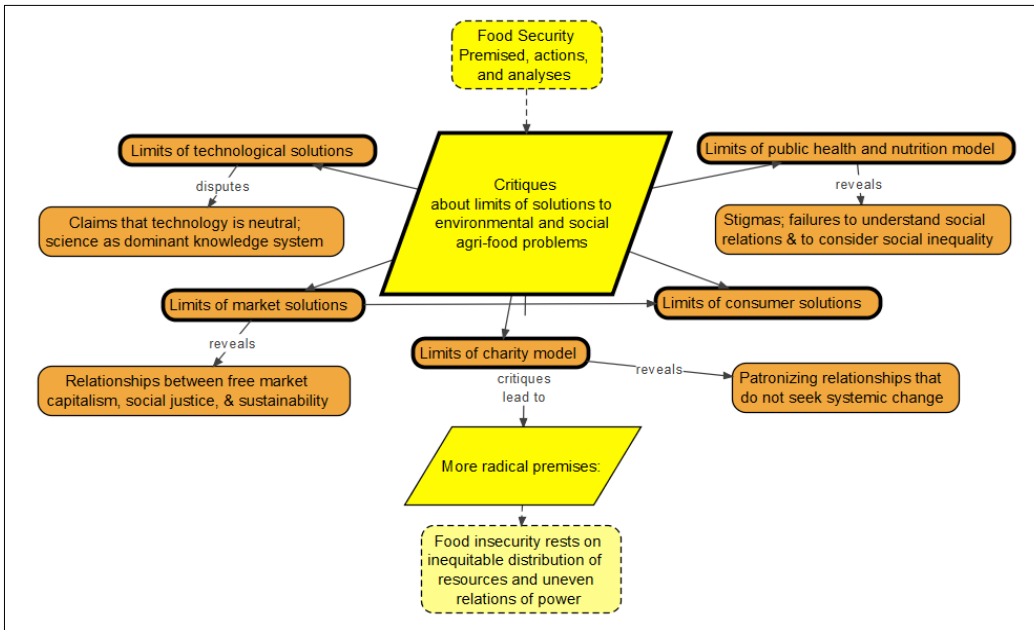 Food Security
Premised, actions,
and analyses
Limits of technological solutions
Limits of public health and nutrition model
Critiques
about limits of solutions to
environmental and social
agri-food problems
disputes
reveals
Claims that technology is neutral;
science as dominant knowledge system
Stigmas; failures to understand social
relations & to consider social inequality
Limits of market solutions
Limits of consumer solutions
reveals
Limits of charity model
Relationships between free market
capitalism, social justice, & sustainability
critiques
lead to
reveals
Patronizing relationships that
do not seek systemic change
More radical premises:
Food insecurity rests on
inequitable distribution of
resources and uneven
relations of power